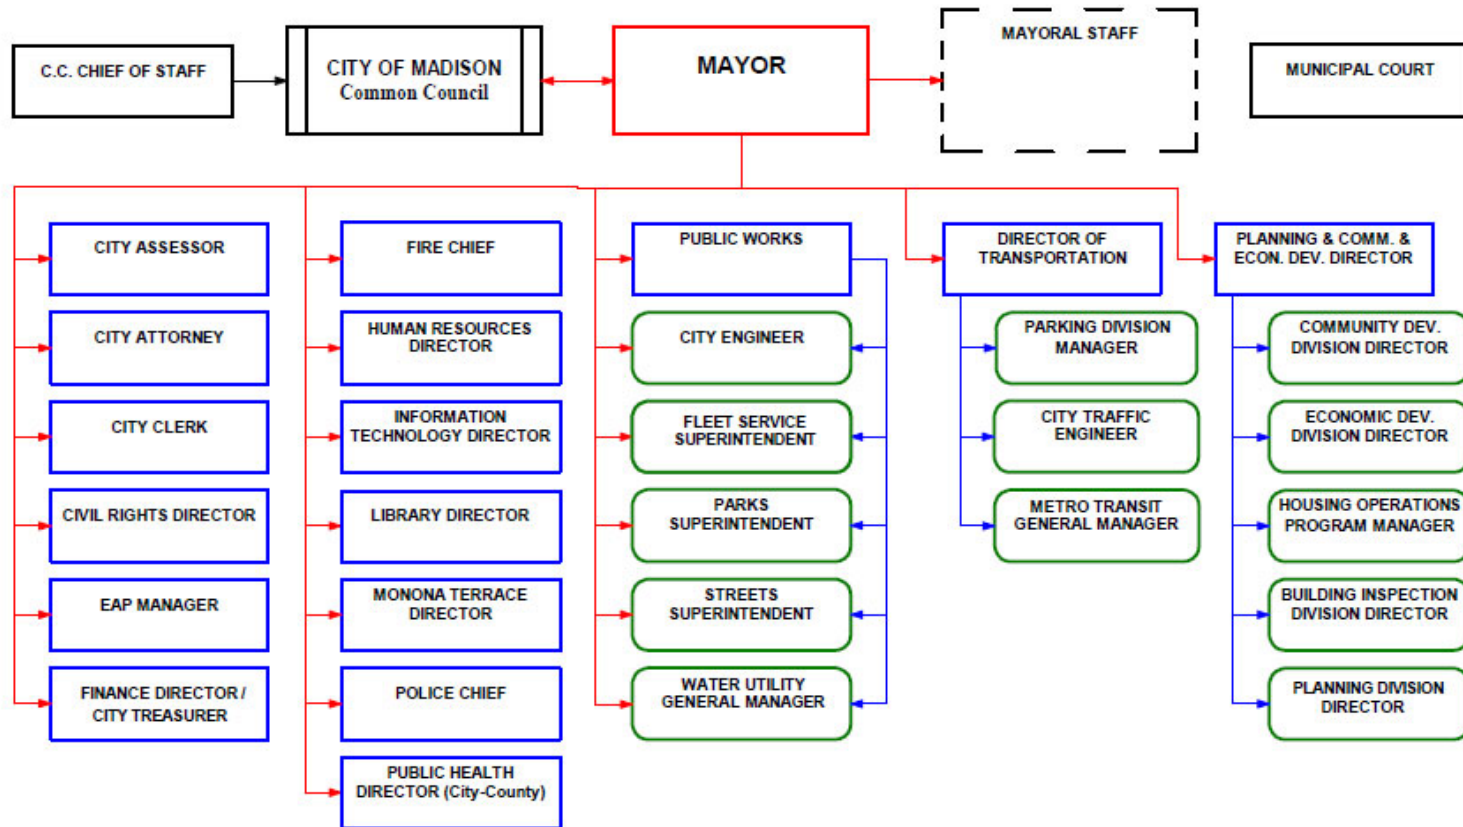 C.C. CHIEF OF STAFF
CITY OF MADISON
Common Council
MAYOR
MAYORAL STAFF
MUNICIPAL COURT
CITY ASSESSOR
CITY ATTORNEY
CITY CLERK
CIVIL RIGHTS DIRECTOR
EAP MANAGER
FINANCE DIRECTOR /
CITY TREASURER
FIRE CHIEF
HUMAN RESOURCES
DIRECTOR
INFORMATION
TECHNOLOGY DIRECTOR
LIBRARY DIRECTOR
MONONA TERRACE
DIRECTOR
POLICE CHIEF
PUBLIC HEALTH
DIRECTOR (City-County)
PUBLIC WORKS
CITY ENGINEER
FLEET SERVICE
SUPERINTENDENT
PARKS
SUPERINTENDENT
STREETS
SUPERINTENDENT
WATER UTILITY
GENERAL MANAGER
DIRECTOR OF
TRANSPORTATION
PARKING DIVISION
MANAGER
CITY TRAFFIC
ENGINEER
METRO TRANSIT
GENERAL MANAGER
PLANNING & COMM. &
ECON. DEV. DIRECTOR
COMMUNITY DEV.
DIVISION DIRECTOR
ECONOMIC DEV.
DIVISION DIRECTOR
HOUSING OPERATIONS
PROGRAM MANAGER
BUILDING INSPECTION
DIVISION DIRECTOR
PLANNING DIVISION
DIRECTOR